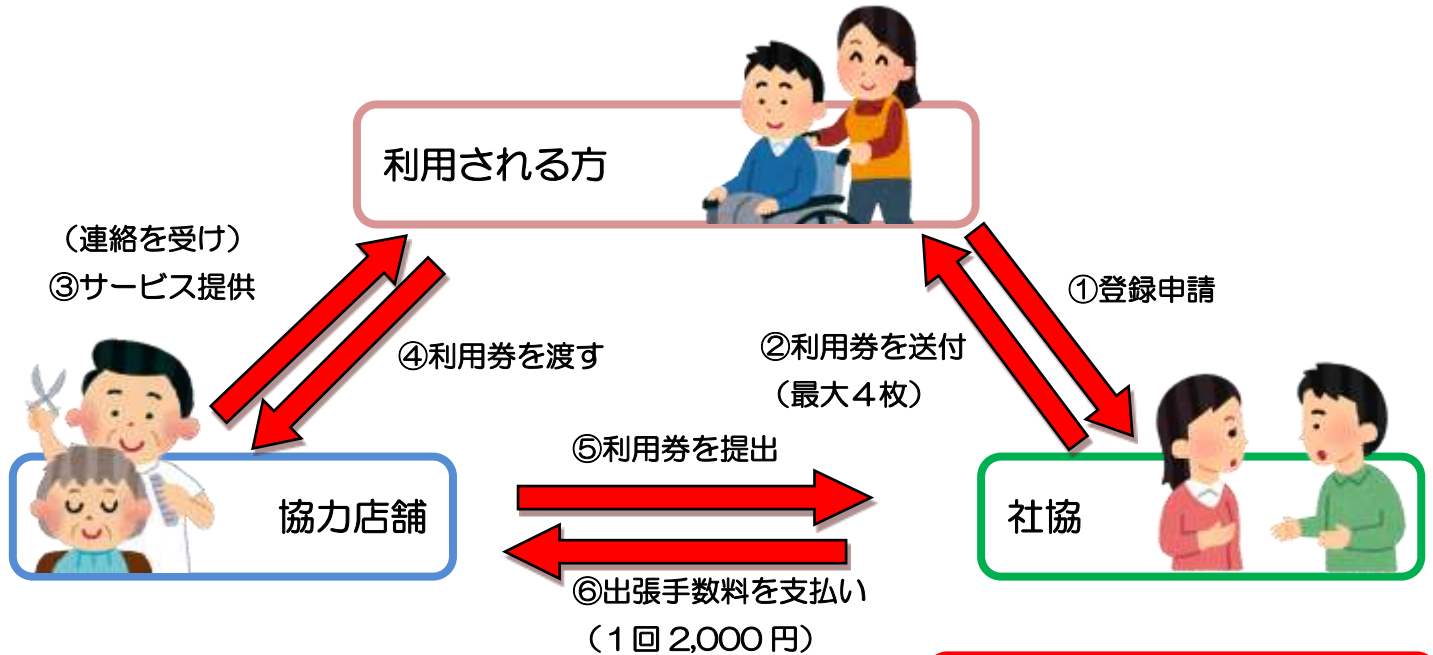 利用される方
（連絡を受け）
③サービス提供
①登録申請
④利用券を渡す
②利用券を送付
（最大４枚）
⑤利用券を提出
協力店舗
社協
⑥出張手数料を支払い
（１回 2,000 円）